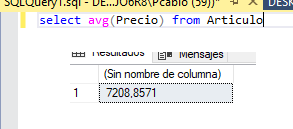 SQLQuery1.sql - DE...JO6R8\Pcabio (59))*
select avg(Precio) from Articulo
Resultados Mensajes
(Sin nombre de columna)
1 7208,8571